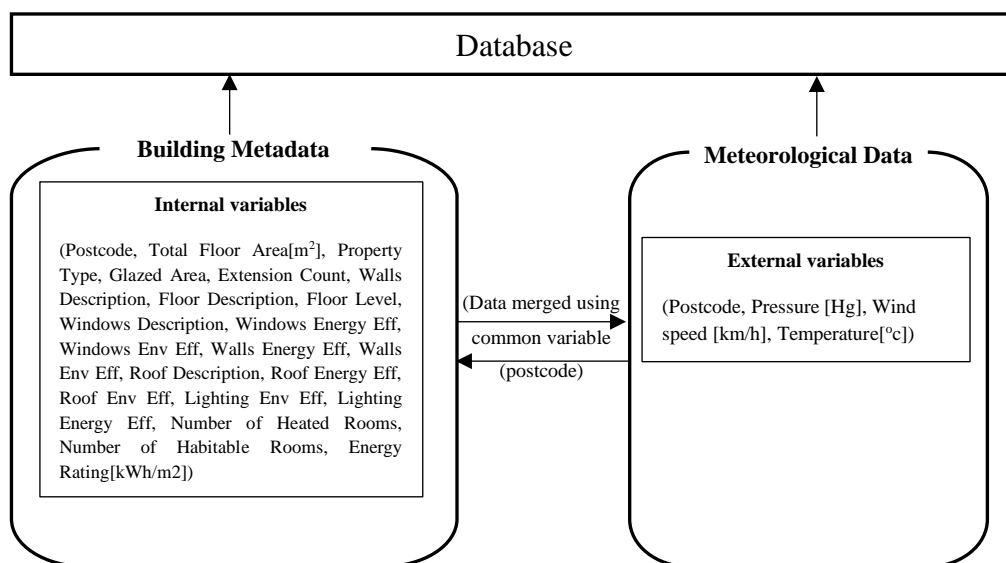 Database
Building Metadata
Internal variables
(Postcode, Total Floor Area[m²], Property
Type, Glazed Area, Extension Count, Walls
Description, Floor Description, Floor Level,
Windows Description, Windows Energy Eff,
Windows Env Eff, Walls Energy Eff, Walls
Env Eff, Roof Description, Roof Energy Eff,
Roof Env Eff, Lighting Env Eff, Lighting
Energy Eff, Number of Heated Rooms,
Number of Habitable Rooms, Energy
Rating[kWh/m2])
(Data merged using
common variable
(postcode)
Meteorological Data
External variables
(Postcode, Pressure [Hg], Wind
speed [km/h], Temperature[°c])